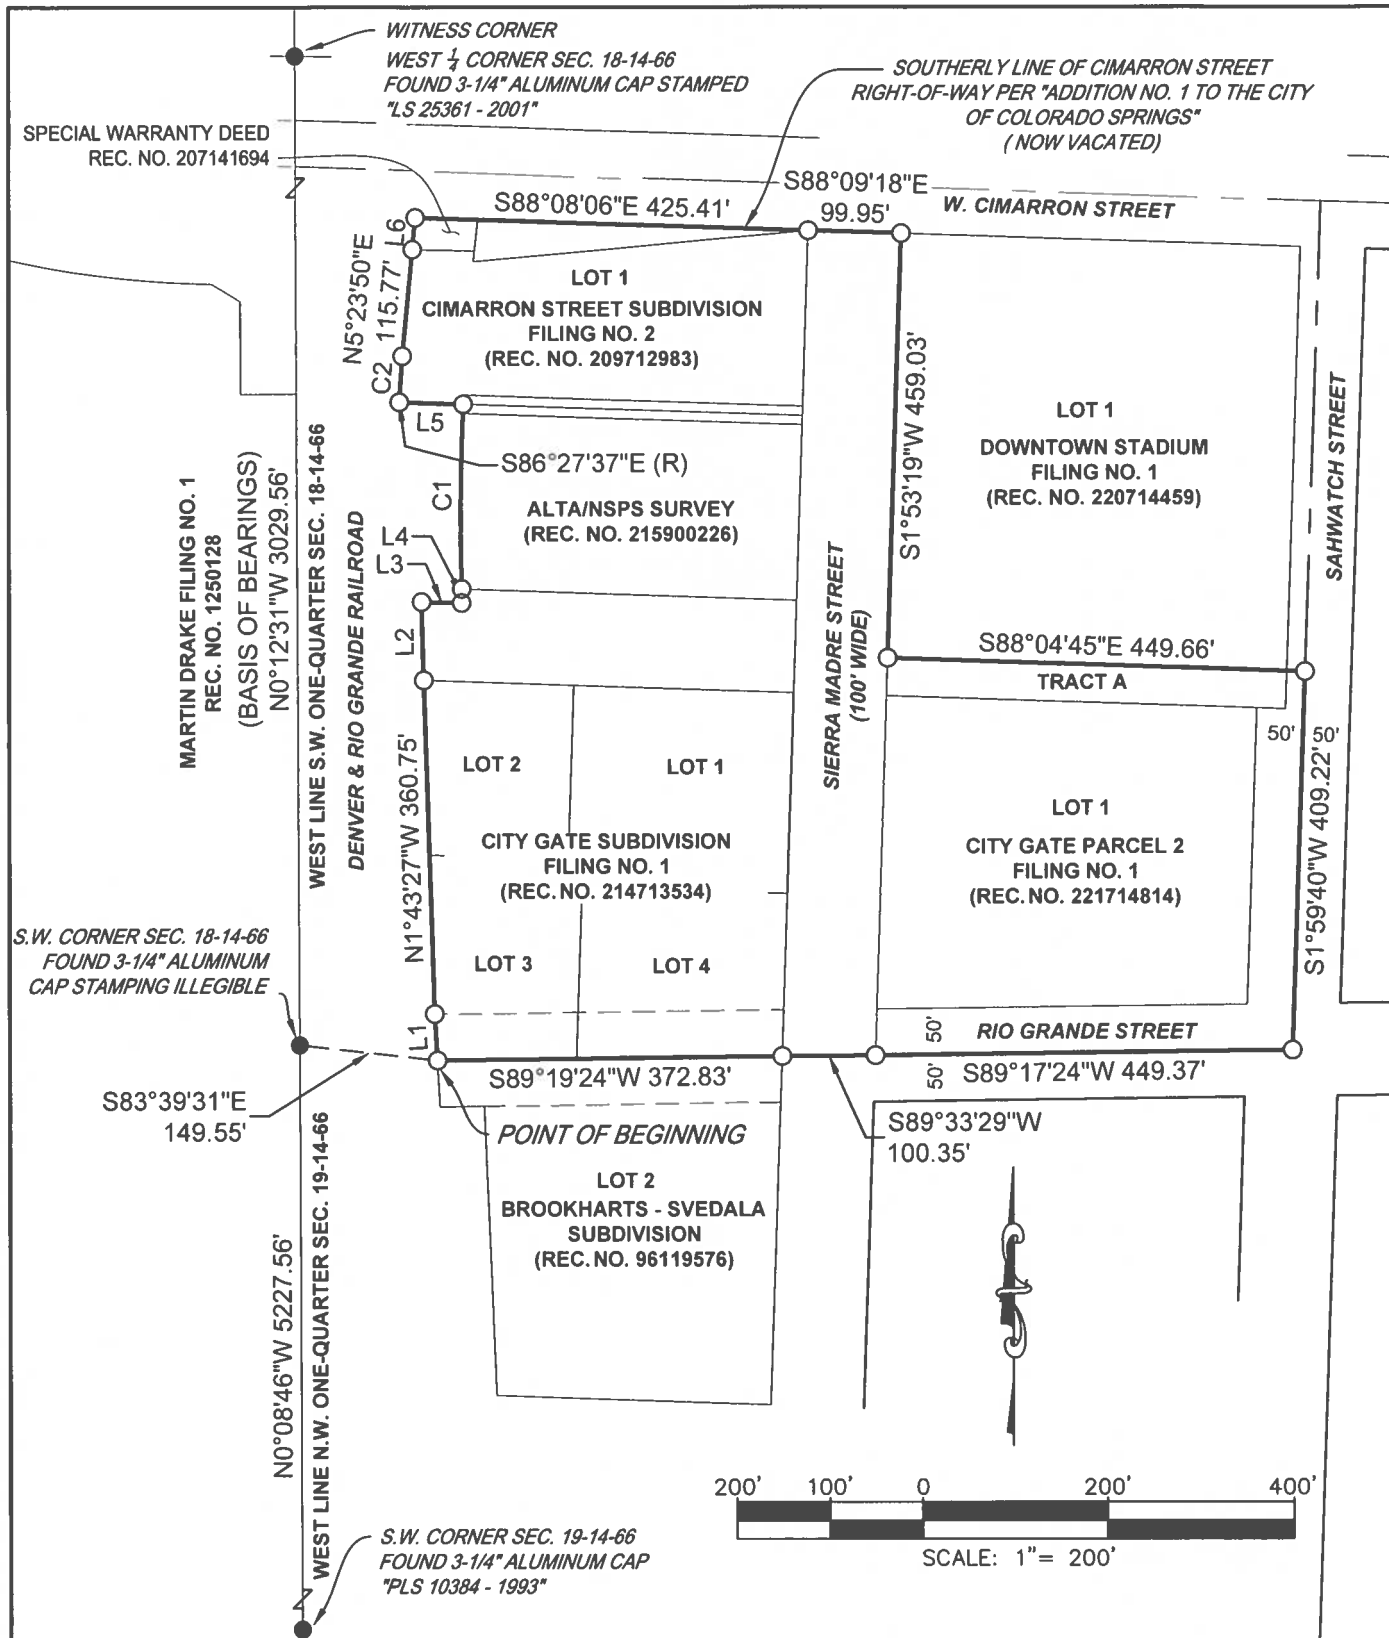 WITNESS CORNER
WEST 1/4 CORNER SEC. 18-14-66
FOUND 3-1/4" ALUMINUM CAP STAMPED
"LS 25361 - 2001"
SOUTHERLY LINE OF CIMARRON STREET
RIGHT-OF-WAY PER "ADDITION NO. 1 TO THE CITY
OF COLORADO SPRINGS"
(NOW VACATED)
SPECIAL WARRANTY DEED
REC. NO. 207141694
S88°08'06"E 425.41'
S88°09'18"E
99.95'
W. CIMARRON STREET
L6
N5°23'50"E
115.77'
C2
L5
LOT 1
CIMARRON STREET SUBDIVISION
FILING NO. 2
(REC. NO. 209712983)
S86°27'37"E (R)
C1
ALTA/NSPS SURVEY
(REC. NO. 215900226)
L4
L3
L2
S1°53'19"W 459.03'
LOT 1
DOWNTOWN STADIUM
FILING NO. 1
(REC. NO. 220714459)
SAHWATCH STREET
MARTIN DRAKE FILING NO. 1
REC. NO. 1250128
(BASIS OF BEARINGS)
N0°12'31"W 3029.56'
WEST LINE S.W. ONE-QUARTER SEC. 18-14-66
DENVER & RIO GRANDE RAILROAD
SIERRA MADRE STREET
(100' WIDE)
S88°04'45"E 449.66'
TRACT A
50'
50'
S1°59'40"W 409.22'
N1°43'27"W 360.75'
LOT 2
LOT 1
CITY GATE SUBDIVISION
FILING NO. 1
(REC. NO. 214713534)
LOT 3
LOT 4
LOT 1
CITY GATE PARCEL 2
FILING NO. 1
(REC. NO. 221714814)
S.W. CORNER SEC. 18-14-66
FOUND 3-1/4" ALUMINUM
CAP STAMPING ILLEGIBLE
L1
50'
RIO GRANDE STREET
50'
S89°19'24"W 372.83'
S89°17'24"W 449.37'
S83°39'31"E
149.55'
S89°33'29"W
100.35'
POINT OF BEGINNING
LOT 2
BROOKHARTS - SVEDALA
SUBDIVISION
(REC. NO. 96119576)
N0°08'46"W 5227.56'
WEST LINE N.W. ONE-QUARTER SEC. 19-14-66
200'
100'
0
200'
400'
SCALE: 1"= 200'
S.W. CORNER SEC. 19-14-66
FOUND 3-1/4" ALUMINUM CAP
"PLS 10384 - 1993"